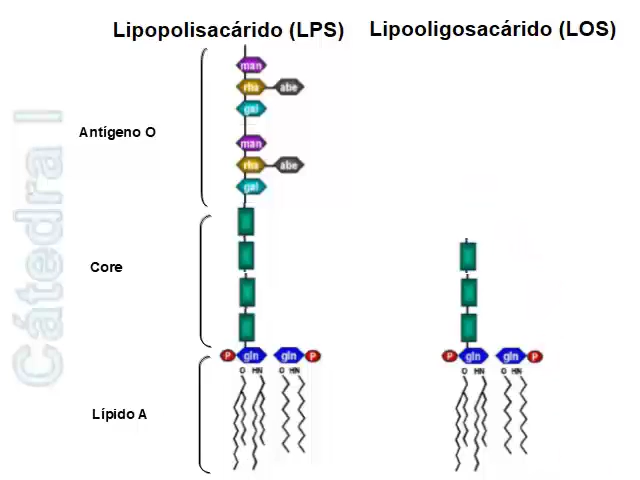 Lipopolisacárido (LPS)
Lipooligosacárido (LOS)
Cátedra I
Antígeno O
man
rha abe
gal
man
rha abe
gal
Core
P gln gln P
O HN O HN
P gln gln P
O HN O HN
Lípido A